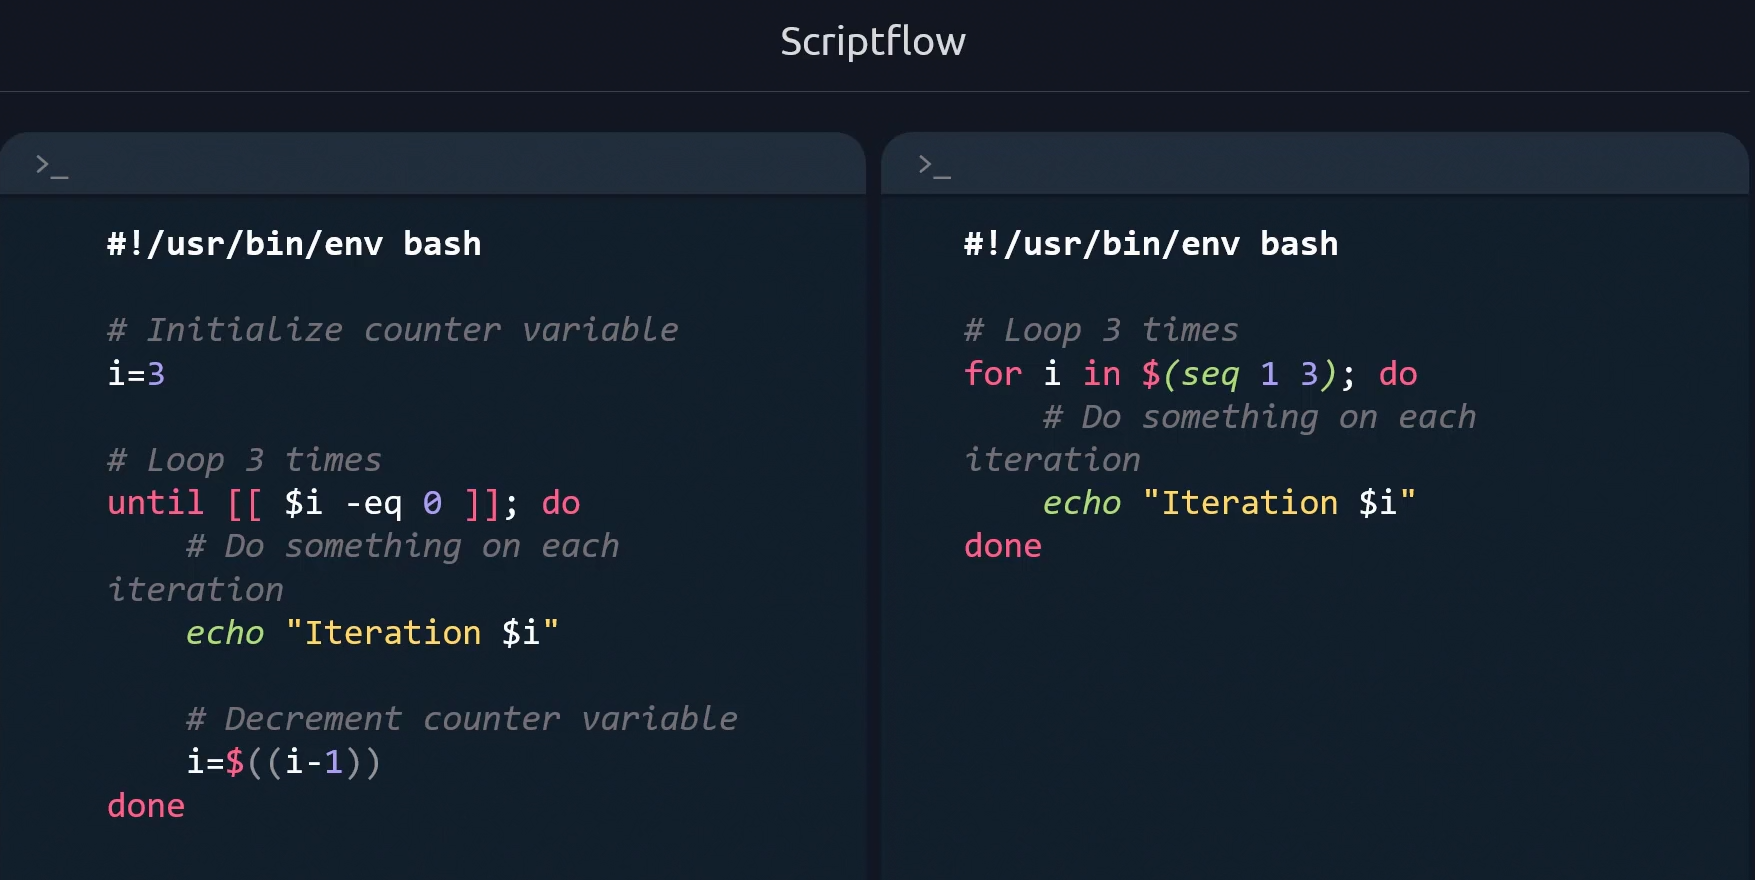 Scriptflow
>_
#!/usr/bin/env bash
# Initialize counter variable
i=3
# Loop 3 times
until [[ $i -eq 0 ]]; do
    # Do something on each
iteration
    echo "Iteration $i"
    # Decrement counter variable
    i=$((i-1))
done
>_
#!/usr/bin/env bash
# Loop 3 times
for i in $(seq 1 3); do
    # Do something on each
iteration
    echo "Iteration $i"
done